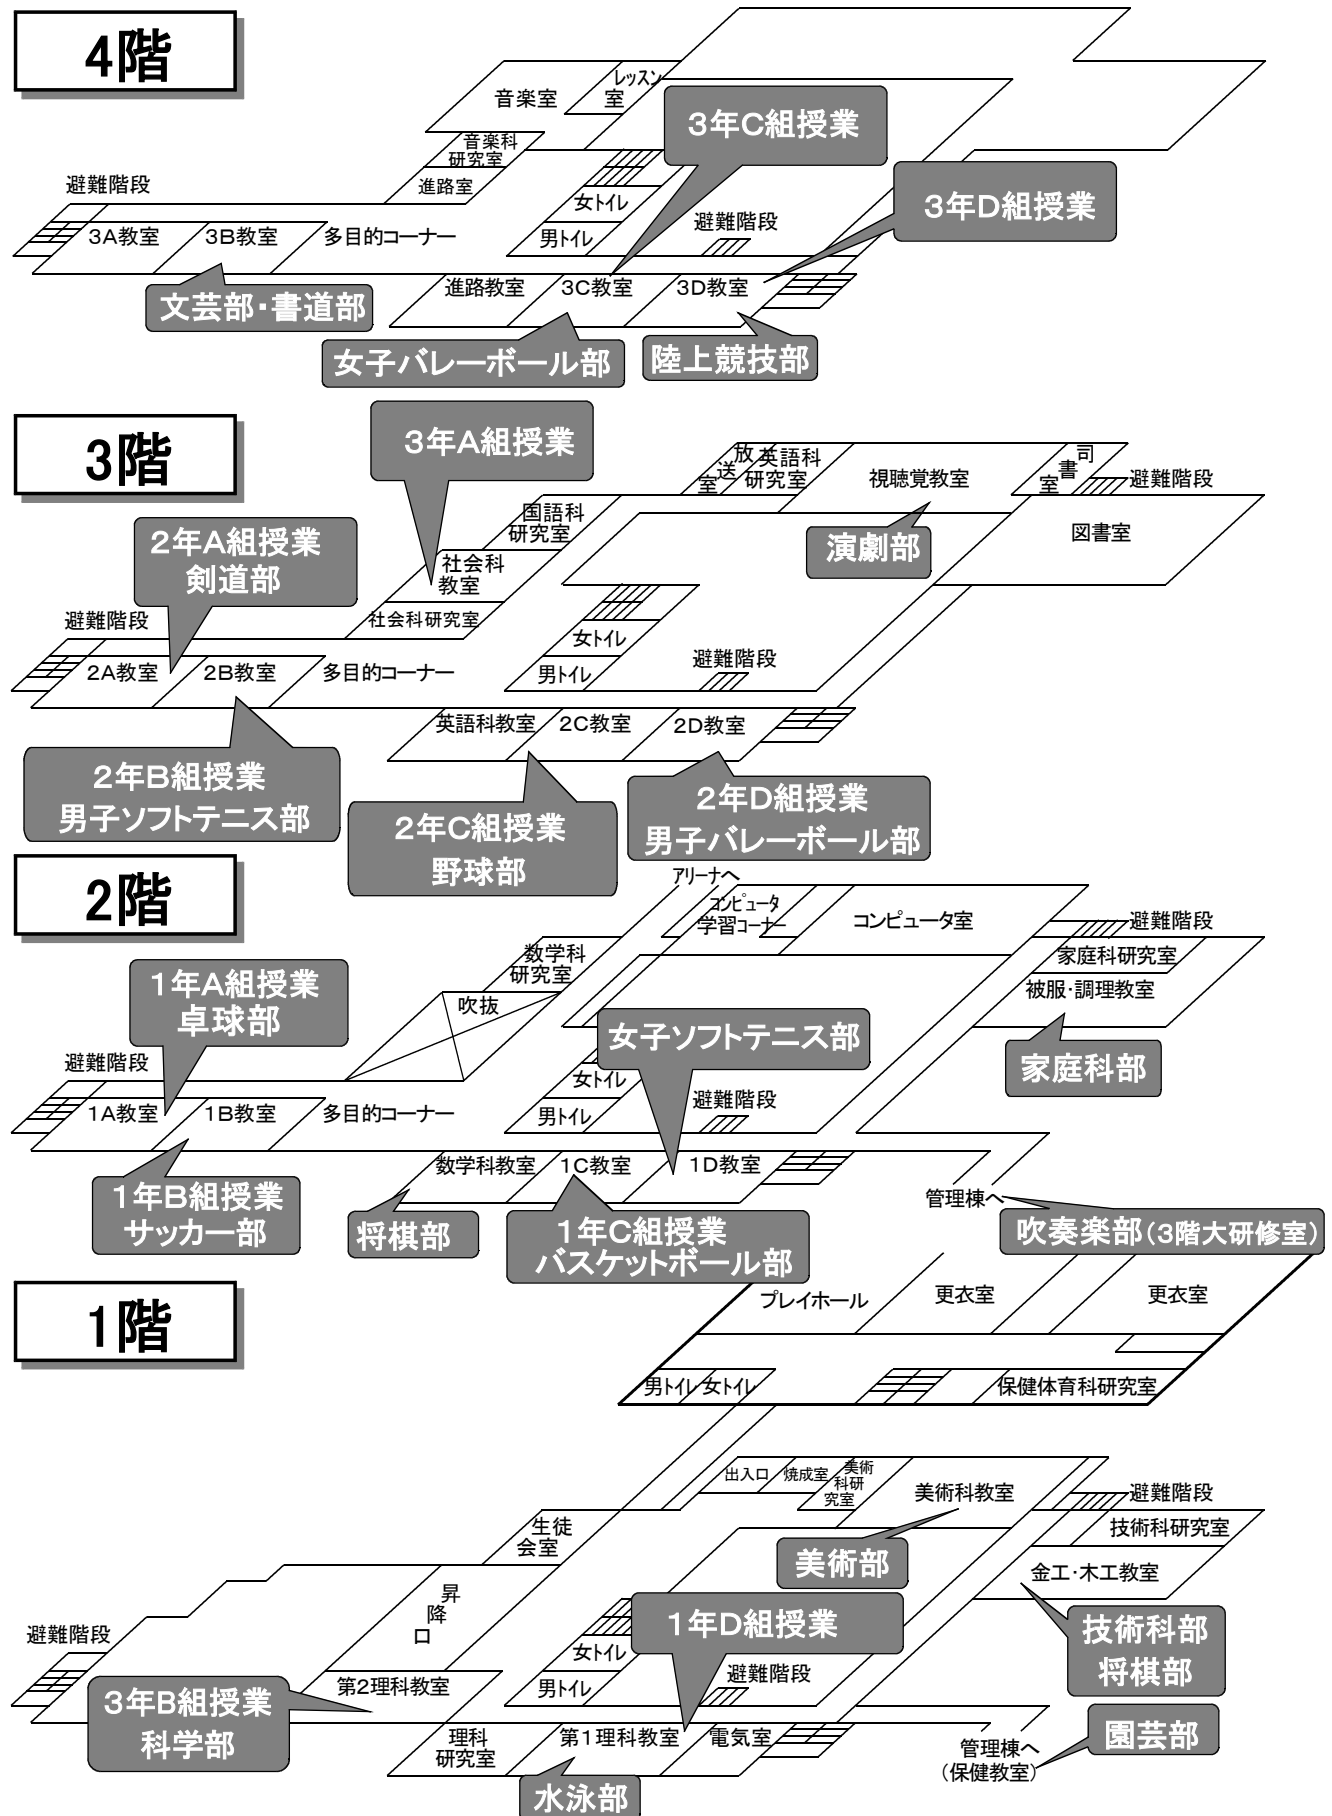 4階
音楽室
レッスン
室
3年C組授業
音楽科
研究室
進路室
避難階段
女トイレ
男トイレ
避難階段
3年D組授業
3A教室
3B教室
多目的コーナー
進路教室
3C教室
3D教室
文芸部・書道部
女子バレーボール部
陸上競技部
3階
3年A組授業
放送室
英語科
研究室
視聴覚教室
司書室
避難階段
図書室
演劇部
国語科
研究室
社会科
教室
社会科研究室
2年A組授業
剣道部
避難階段
女トイレ
男トイレ
避難階段
2A教室
2B教室
多目的コーナー
英語科教室
2C教室
2D教室
2年B組授業
男子ソフトテニス部
2年C組授業
野球部
2年D組授業
男子バレーボール部
2階
アリーナへ
コンピュータ
学習コーナー
コンピュータ室
避難階段
家庭科研究室
被服・調理教室
家庭科部
数学科
研究室
吹抜
1年A組授業
卓球部
女子ソフトテニス部
避難階段
女トイレ
男トイレ
避難階段
1A教室
1B教室
多目的コーナー
数学科教室
1C教室
1D教室
管理棟へ
1年B組授業
サッカー部
将棋部
1年C組授業
バスケットボール部
吹奏楽部(3階大研修室)
1階
プレイホール
更衣室
更衣室
男トイレ
女トイレ
保健体育科研究室
出入口
焼成室
美術
科研
究室
美術科教室
避難階段
技術科研究室
金工・木工教室
美術部
生徒
会室
昇降口
1年D組授業
技術科部
将棋部
避難階段
女トイレ
男トイレ
避難階段
第2理科教室
3年B組授業
科学部
理科
研究室
第1理科教室
電気室
管理棟へ
(保健教室)
園芸部
水泳部